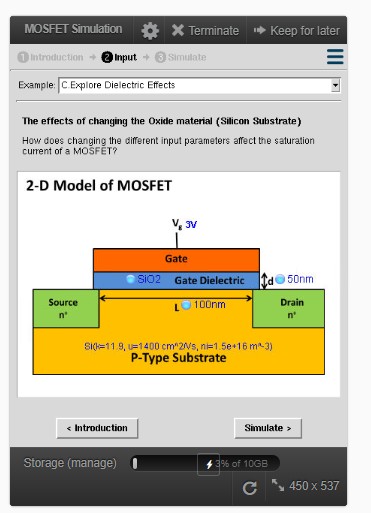 MOSFET Simulation Terminate Keep for later
1 Introduction → 2 Input → 3 Simulate
Example: C.Explore Dielectric Effects
The effects of changing the Oxide material (Silicon Substrate)
How does changing the different input parameters affect the saturation
current of a MOSFET?
2-D Model of MOSFET
Vg 3V
Gate
SiO2 Gate Dielectric d 50nm
Source
n+
L 100nm
Drain
n+
Si(k=11.9, u=1400 cm^2/Vs, ni=1.5e+16 m^-3)
P-Type Substrate
< Introduction Simulate >
Storage (manage) 3% of 10GB
450 x 537